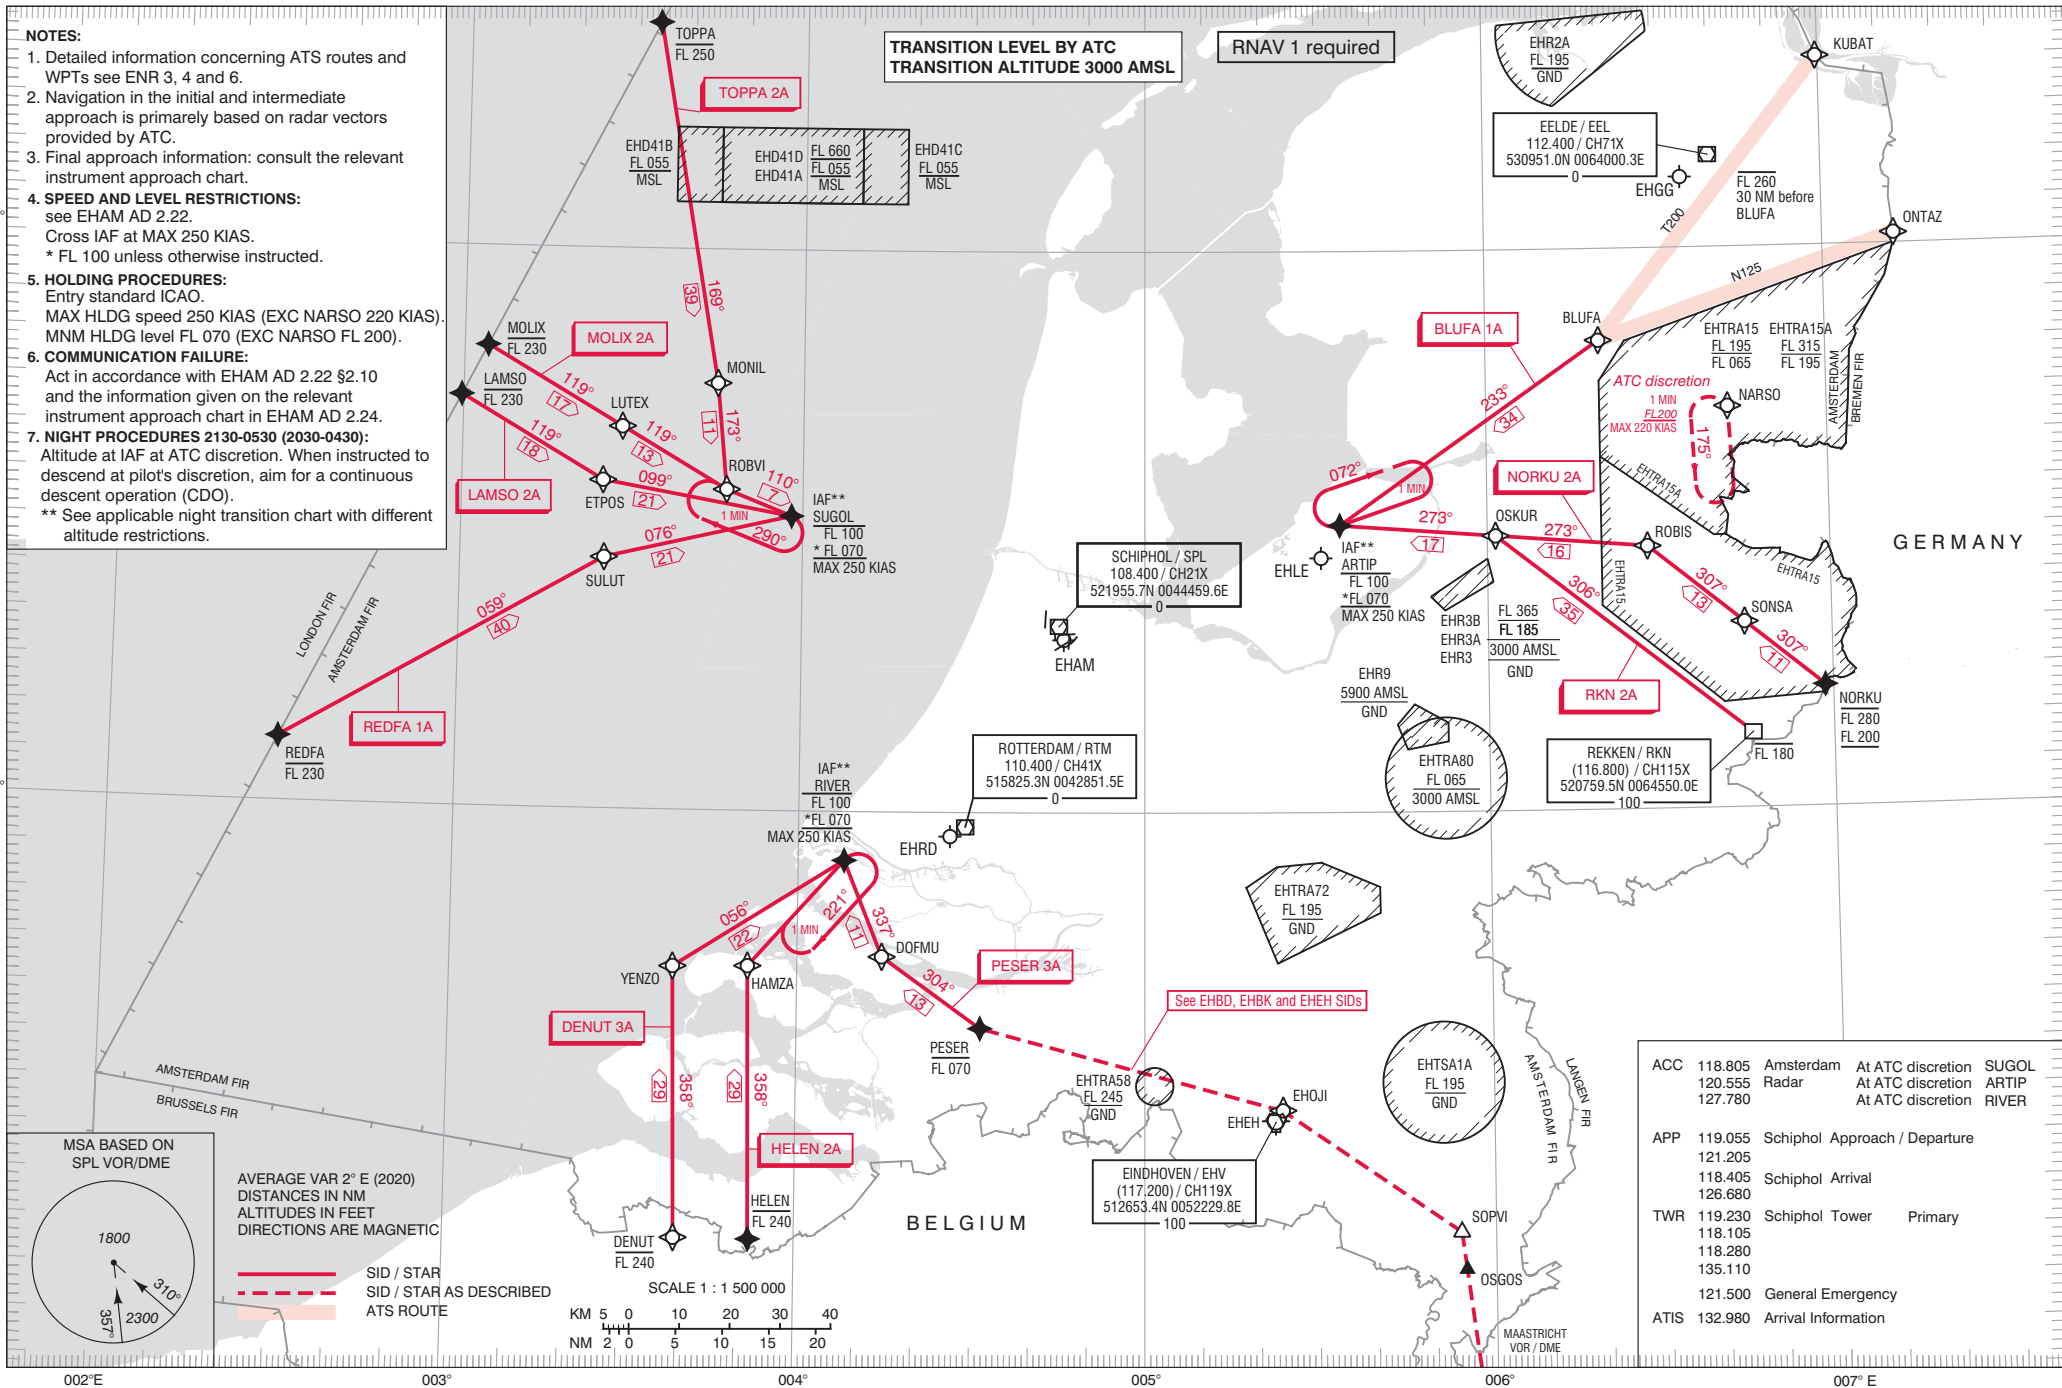 NOTES:
1. Detailed information concerning ATS routes and
WPTs see ENR 3, 4 and 6.
2. Navigation in the initial and intermediate
approach is primarely based on radar vectors
provided by ATC.
3. Final approach information: consult the relevant
instrument approach chart.
4. SPEED AND LEVEL RESTRICTIONS:
see EHAM AD 2.22.
Cross IAF at MAX 250 KIAS.
* FL 100 unless otherwise instructed.
5. HOLDING PROCEDURES:
Entry standard ICAO.
MAX HLDG speed 250 KIAS (EXC NARSO 220 KIAS).
MNM HLDG level FL 070 (EXC NARSO FL 200).
6. COMMUNICATION FAILURE:
Act in accordance with EHAM AD 2.22 §2.10
and the information given on the relevant
instrument approach chart in EHAM AD 2.24.
7. NIGHT PROCEDURES 2130-0530 (2030-0430):
Altitude at IAF at ATC discretion. When instructed to
descend at pilot's discretion, aim for a continuous
descent operation (CDO).
** See applicable night transition chart with different
altitude restrictions.
TRANSITION LEVEL BY ATC
TRANSITION ALTITUDE 3000 AMSL
RNAV 1 required
TOPPA
FL 250
TOPPA 2A
EHD41B
FL 055
MSL
EHD41D
EHD41A
FL 660
FL 055
MSL
EHD41C
FL 055
MSL
169°
39
MONIL
173°
11
MOLIX
FL 230
MOLIX 2A
119°
17
LUTEX
119°
13
ROBVI
110°
7
LAMSO
FL 230
119°
18
LAMSO 2A
ETPOS
099°
21
1 MIN
290°
IAF**
SUGOL
FL 100
* FL 070
MAX 250 KIAS
076°
21
SULUT
059°
40
REDFA 1A
REDFA
FL 230
LONDON FIR
AMSTERDAM FIR
EHR2A
FL 195
GND
KUBAT
EELDE / EEL
112.400 / CH71X
530951.0N 0064000.3E
0
EHGG
FL 260
30 NM before
BLUFA
T200
ONTAZ
N125
BLUFA
BLUFA 1A
233°
34
EHTRA15
FL 195
FL 065
EHTRA15A
FL 315
FL 195
AMSTERDAM
BREMEN FIR
ATC discretion
1 MIN
FL200
MAX 220 KIAS
NARSO
175°
EHTRA15A
EHTRA15
EHTRA15
NORKU 2A
072°
1 MIN
273°
17
OSKUR
273°
16
ROBIS
307°
13
SONSA
307°
11
NORKU
FL 280
FL 200
GERMANY
IAF**
ARTIP
FL 100
*FL 070
MAX 250 KIAS
EHLE
306°
35
RKN 2A
EHR3B
EHR3A
EHR3
FL 365
FL 185
3000 AMSL
GND
SCHIPHOL / SPL
108.400 / CH21X
521955.7N 0044459.6E
0
EHAM
EHR9
5900 AMSL
GND
EHTRA80
FL 065
3000 AMSL
REKKEN / RKN
(116.800) / CH115X
520759.5N 0064550.0E
100
FL 180
ROTTERDAM / RTM
110.400 / CH41X
515825.3N 0042851.5E
0
EHRD
IAF**
RIVER
FL 100
*FL 070
MAX 250 KIAS
056°
22
221°
1 MIN
337°
11
DOFMU
304°
13
PESER 3A
PESER
FL 070
YENZO
HAMZA
DENUT 3A
358°
29
358°
29
HELEN 2A
HELEN
FL 240
DENUT
FL 240
EHTRA72
FL 195
GND
See EHBD, EHBK and EHEH SIDs
EHTRA58
FL 245
GND
EHOJI
EHEH
EHTSA1A
FL 195
GND
AMSTERDAM FIR
LANGEN FIR
EINDHOVEN / EHV
(117.200) / CH119X
512653.4N 0052229.8E
100
SOPVI
OSGOS
MAASTRICHT
VOR / DME
BELGIUM
AMSTERDAM FIR
BRUSSELS FIR
MSA BASED ON
SPL VOR/DME
1800
2300
310°
357°
AVERAGE VAR 2° E (2020)
DISTANCES IN NM
ALTITUDES IN FEET
DIRECTIONS ARE MAGNETIC
SID / STAR
SID / STAR AS DESCRIBED
ATS ROUTE
SCALE 1 : 1 500 000
KM 5 0 10 20 30 40
NM 2 0 5 10 15 20
ACC 118.805 Amsterdam At ATC discretion SUGOL
120.555 Radar At ATC discretion ARTIP
127.780 At ATC discretion RIVER
APP 119.055 Schiphol Approach / Departure
121.205
118.405 Schiphol Arrival
126.680
TWR 119.230 Schiphol Tower Primary
118.105
118.280
135.110
121.500 General Emergency
ATIS 132.980 Arrival Information
002°E 003° 004° 005° 006° 007° E